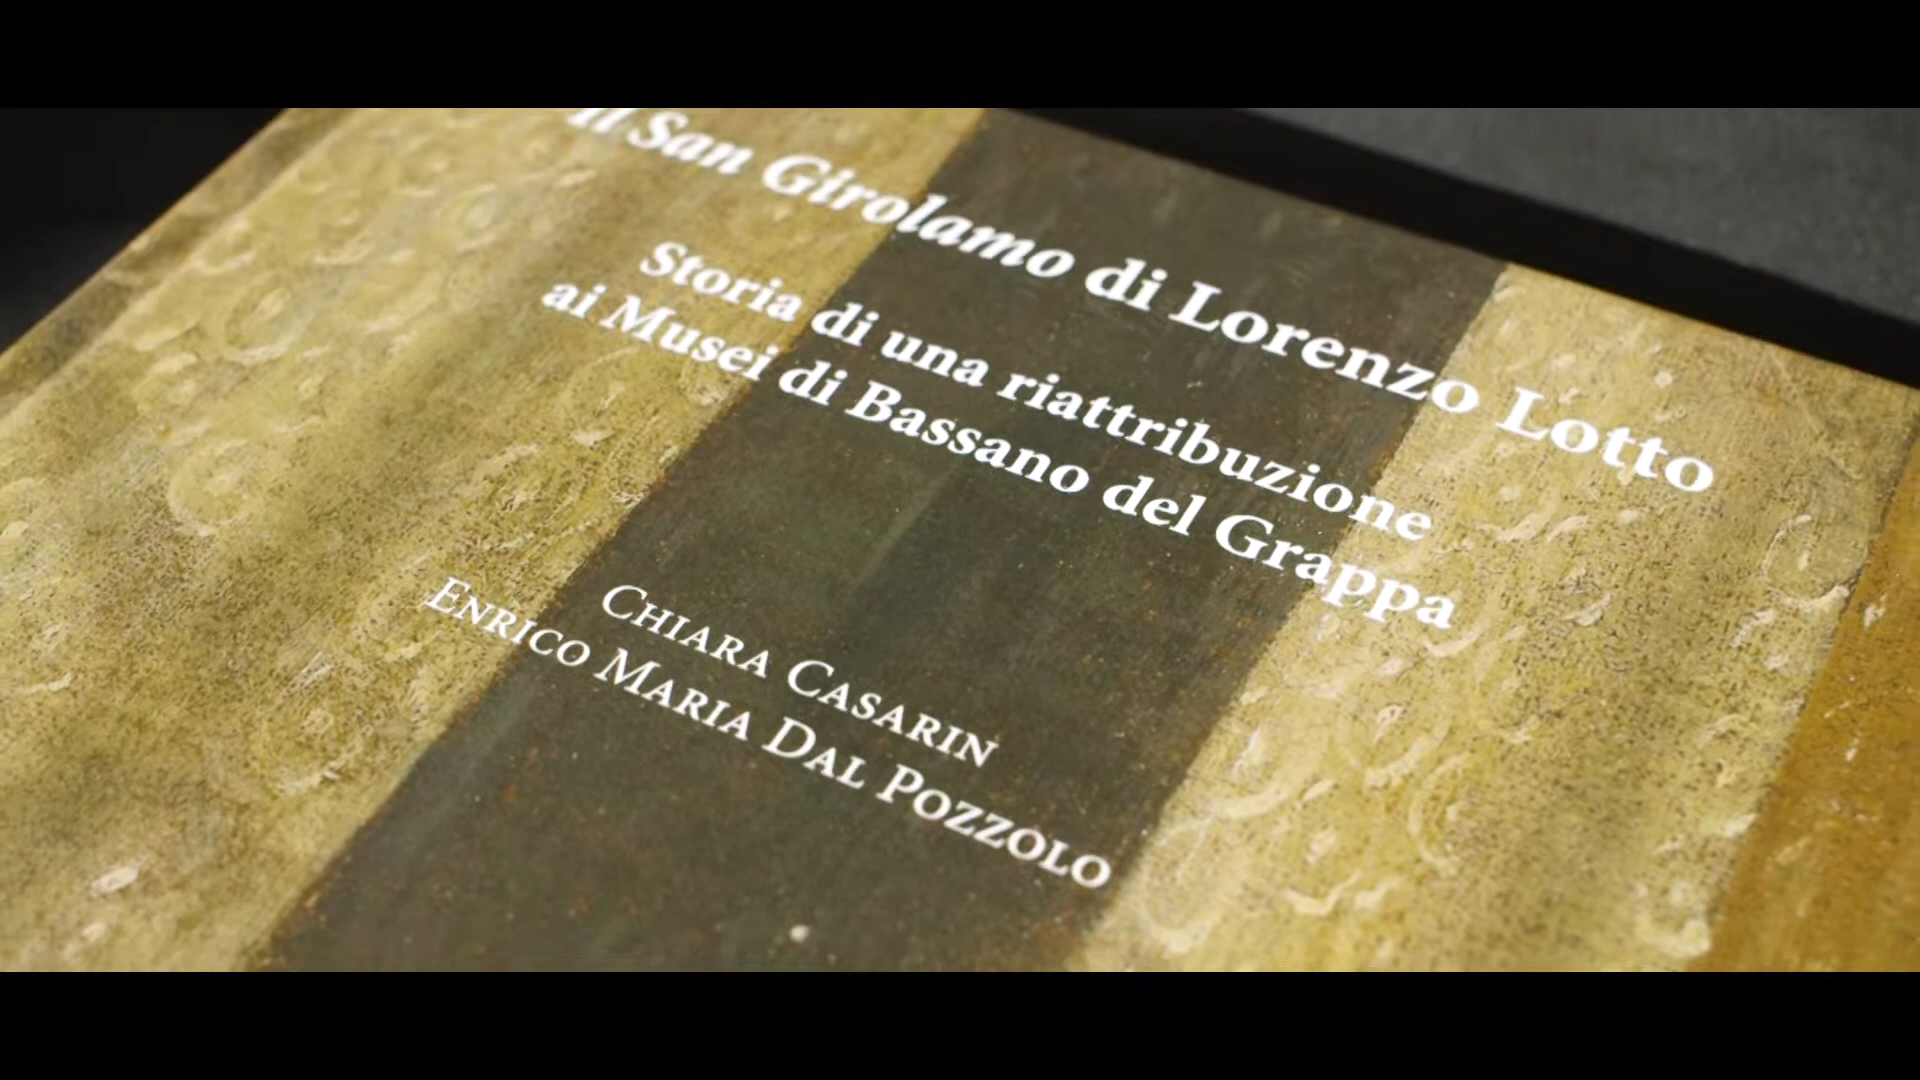 Il San Girolamo di Lorenzo Lotto
Storia di una riattribuzione
ai Musei di Bassano del Grappa
CHIARA CASARIN
ENRICO MARIA DAL POZZOLO